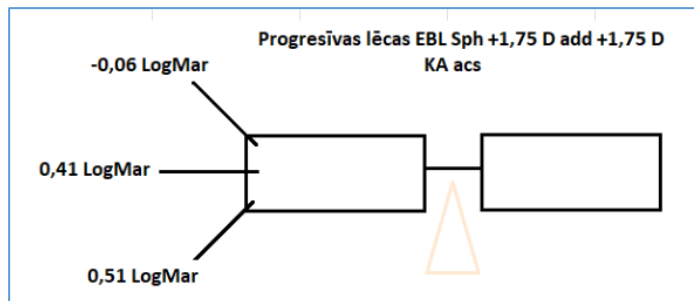 Progresīvas lēcas EBL Sph +1,75 D add +1,75 D
KA acs
-0,06 LogMar
0,41 LogMar
0,51 LogMar